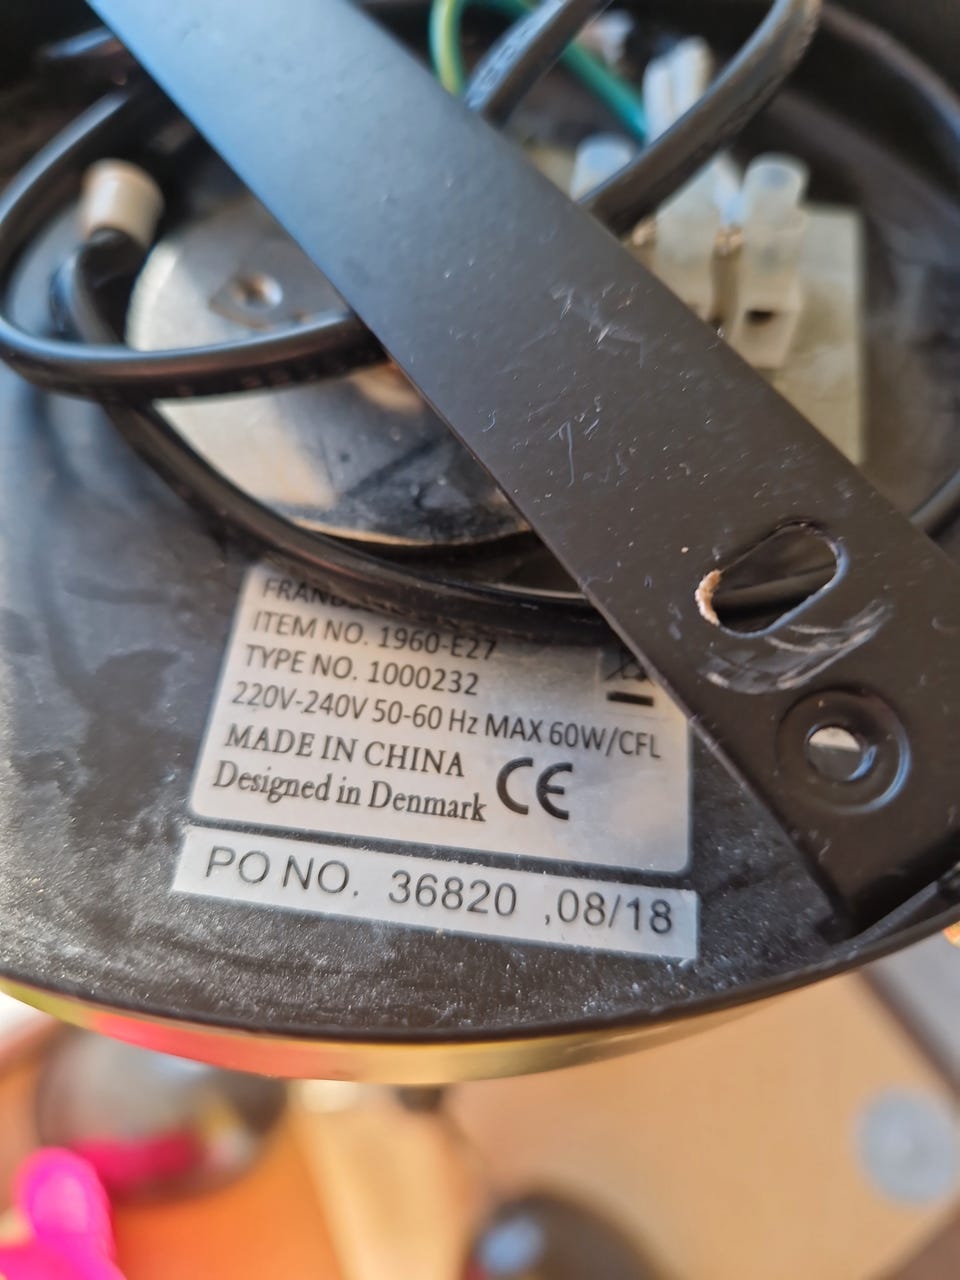 ITEM NO. 1960-E27
TYPE NO. 1000232
220V-240V 50-60 Hz MAX 60W/CFL
MADE IN CHINA
Designed in Denmark CE
PO NO. 36820 ,08/18